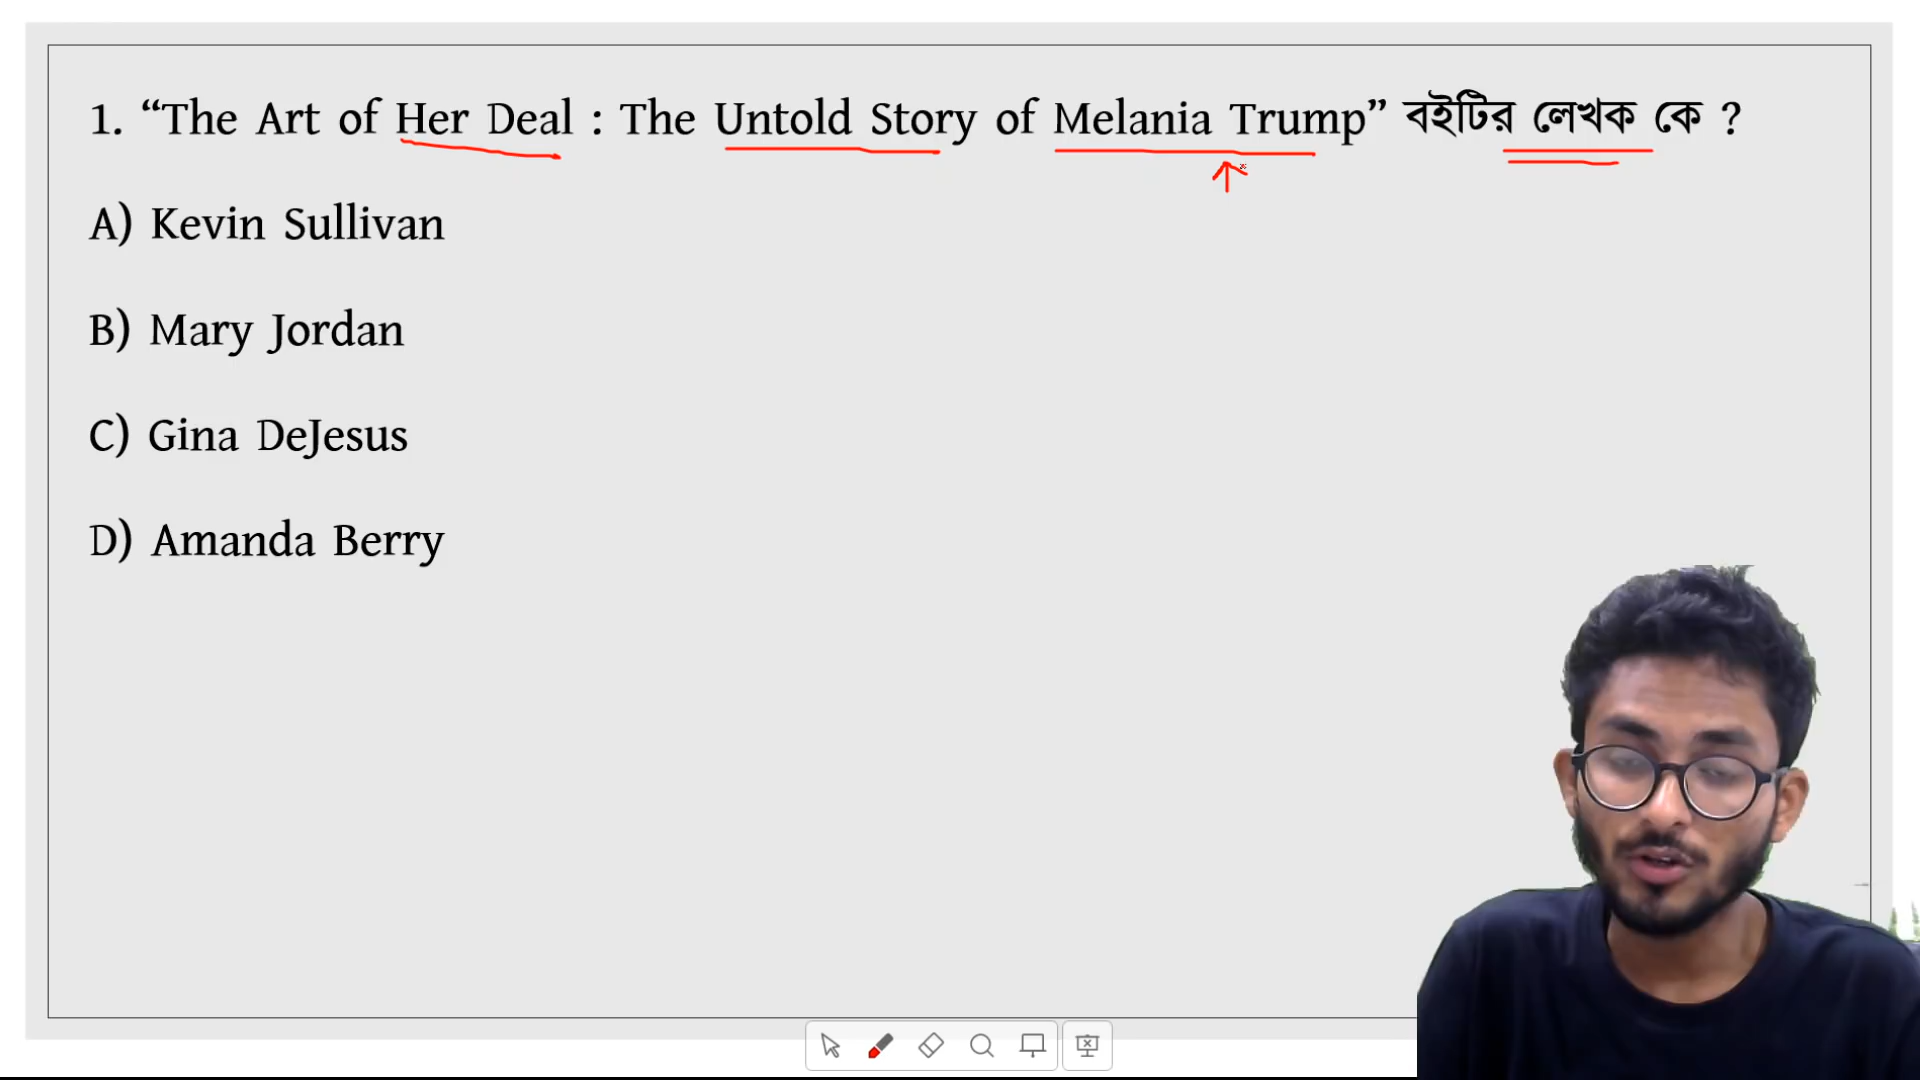 1. “The Art of Her Deal : The Untold Story of Melania Trump” বইটির লেখক কে ?
A) Kevin Sullivan
B) Mary Jordan
C) Gina DeJesus
D) Amanda Berry